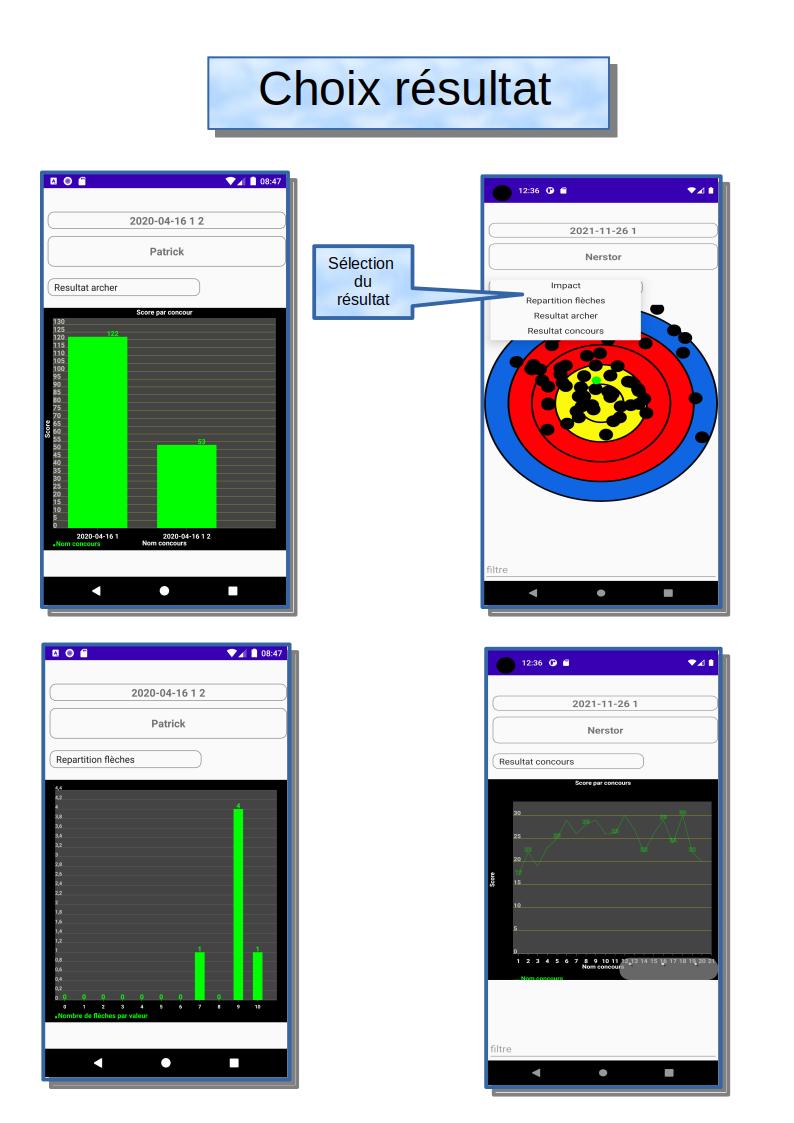 Choix résultat
08:47
2020-04-16 1 2
Patrick
Resultat archer
Score par concour
130
125
120
115
110
105
100
95
90
85
80
75
70
65
60
55
50
45
40
35
30
25
20
15
10
5
0
122
53
Score
2020-04-16 1
2020-04-16 1 2
Nom concours
Nom concours
Sélection
du
résultat
12:36
2021-11-26 1
Nerstor
Impact
Repartition flèches
Resultat archer
Resultat concours
filtre
08:47
2020-04-16 1 2
Patrick
Repartition flèches
4,4
4,2
4
3,8
3,6
3,4
3,2
3
2,8
2,6
2,4
2,2
2
1,8
1,6
1,4
1,2
1
0,8
0,6
0,4
0,2
0
0 0 0 0 0 0 0 1 0 4 1
0 1 2 3 4 5 6 7 8 9 10
Nombre de flèches par valeur
12:36
2021-11-26 1
Nerstor
Resultat concours
Score par concours
30
25
20
15
10
5
0
Score
1 2 3 4 5 6 7 8 9 10 11 12 13 14 15 16 17 18 19 20 21
Nom concours
Nom concours
filtre